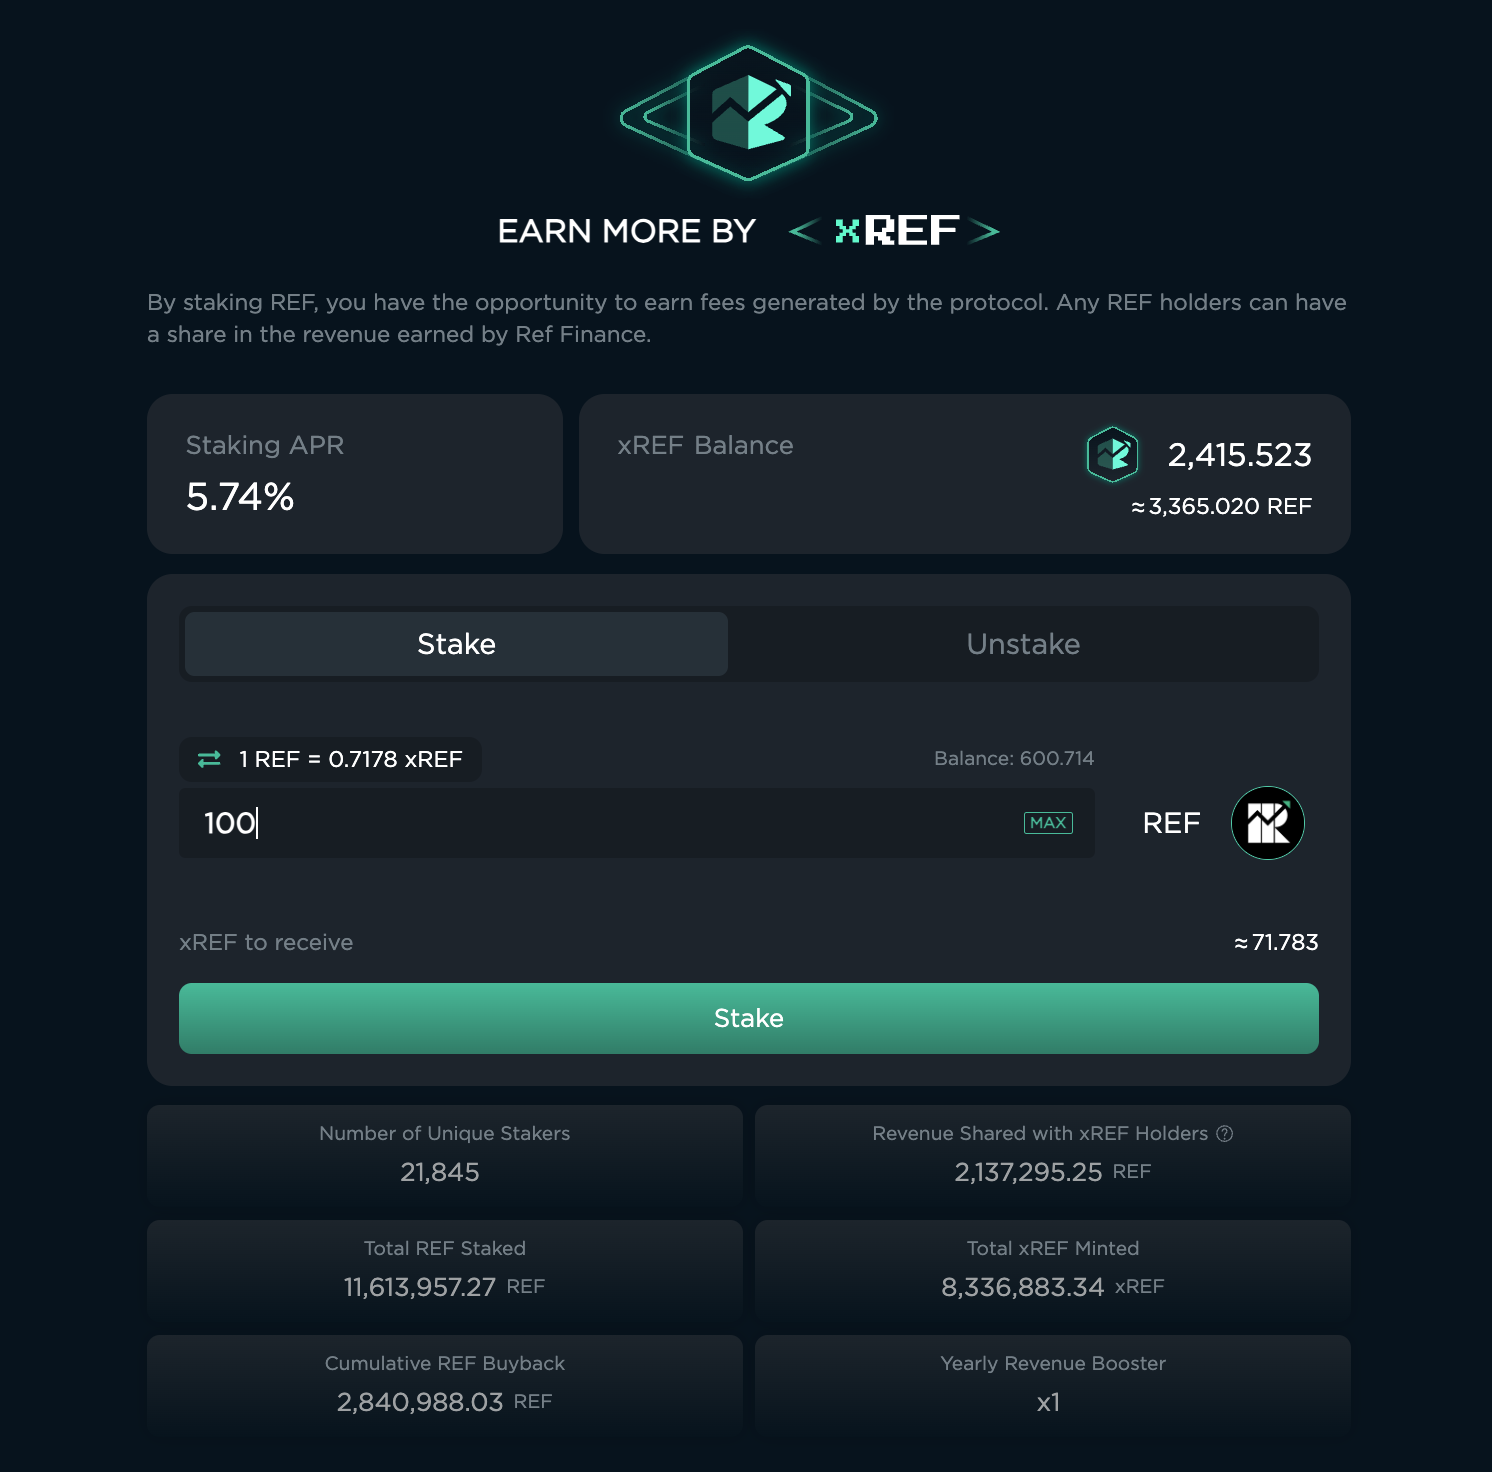 EARN MORE BY < xREF >
By staking REF, you have the opportunity to earn fees generated by the protocol. Any REF holders can have
a share in the revenue earned by Ref Finance.
Staking APR
5.74%
xREF Balance
2,415.523
≈3,365.020 REF
Stake
Unstake
1 REF = 0.7178 xREF
Balance: 600.714
100
MAX
REF
xREF to receive
≈71.783
Stake
Number of Unique Stakers
21,845
Revenue Shared with xREF Holders ?
2,137,295.25 REF
Total REF Staked
11,613,957.27 REF
Total xREF Minted
8,336,883.34 xREF
Cumulative REF Buyback
2,840,988.03 REF
Yearly Revenue Booster
x1